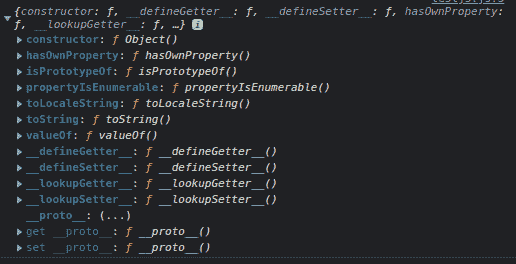 {constructor: ƒ, __defineGetter__: ƒ, __defineSetter__: ƒ, hasOwnProperty:
ƒ, __lookupGetter__: ƒ, …} i
constructor: ƒ Object()
hasOwnProperty: ƒ hasOwnProperty()
isPrototypeOf: ƒ isPrototypeOf()
propertyIsEnumerable: ƒ propertyIsEnumerable()
toLocaleString: ƒ toLocaleString()
toString: ƒ toString()
valueOf: ƒ valueOf()
__defineGetter__: ƒ __defineGetter__()
__defineSetter__: ƒ __defineSetter__()
__lookupGetter__: ƒ __lookupGetter__()
__lookupSetter__: ƒ __lookupSetter__()
__proto__: (...)
get __proto__: ƒ __proto__()
set __proto__: ƒ __proto__()